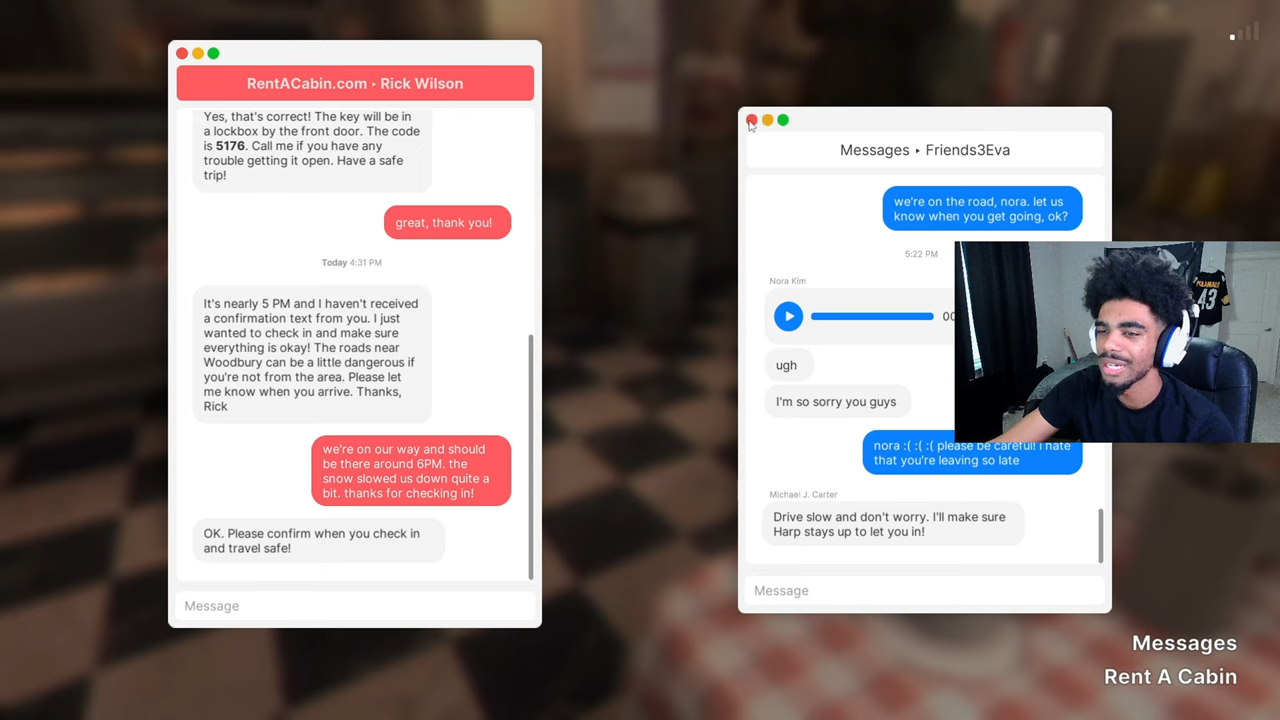 RentACabin.com ▸ Rick Wilson
Yes, that's correct! The key will be in
a lockbox by the front door. The code
is 5176. Call me if you have any
trouble getting it open. Have a safe
trip!
great, thank you!
Today 4:31 PM
It's nearly 5 PM and I haven't received
a confirmation text from you. I just
wanted to check in and make sure
everything is okay! The roads near
Woodbury can be a little dangerous if
you're not from the area. Please let
me know when you arrive. Thanks,
Rick
we're on our way and should
be there around 6PM. the
snow slowed us down quite a
bit. thanks for checking in!
OK. Please confirm when you check in
and travel safe!
Message
Messages ▸ Friends3Eva
we're on the road, nora. let us
know when you get going, ok?
5:22 PM
Nora Kim
00
ugh
I'm so sorry you guys
nora :( :( :( please be careful! i hate
that you're leaving so late
Michael J. Carter
Drive slow and don't worry. I'll make sure
Harp stays up to let you in!
Message
43
Messages
Rent A Cabin